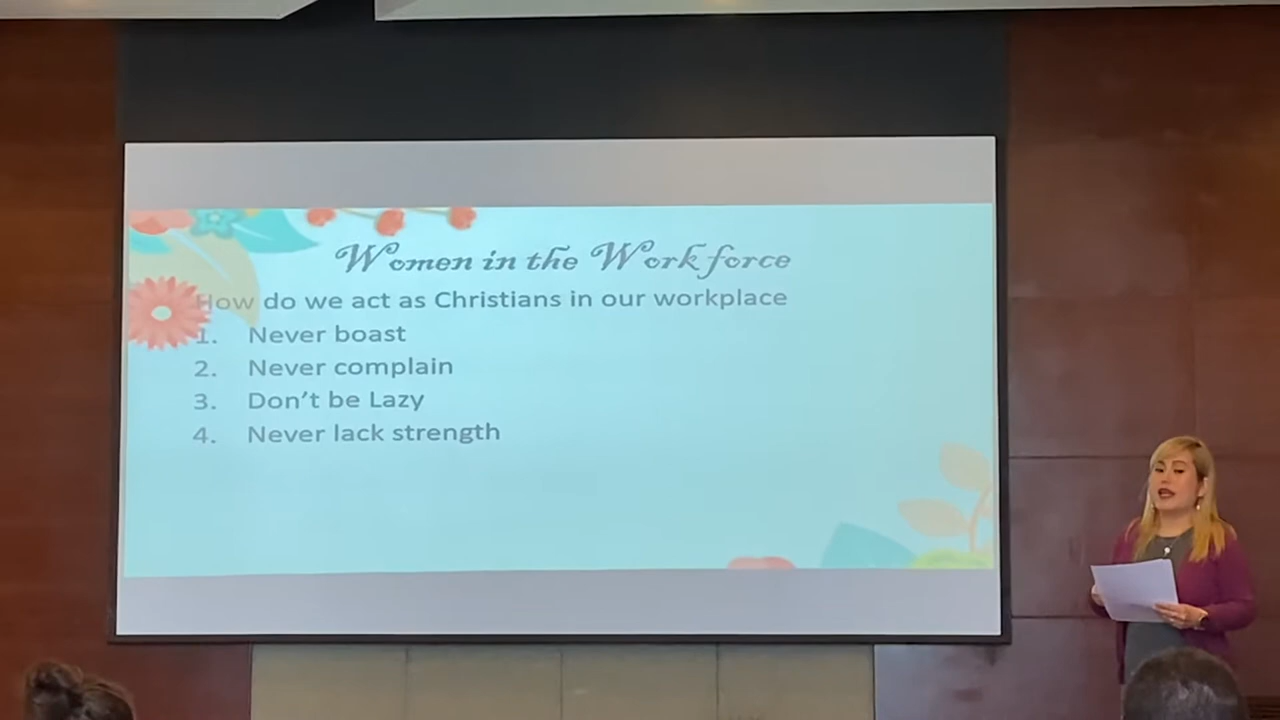 Women in the Workforce
How do we act as Christians in our workplace
1. Never boast
2. Never complain
3. Don't be Lazy
4. Never lack strength